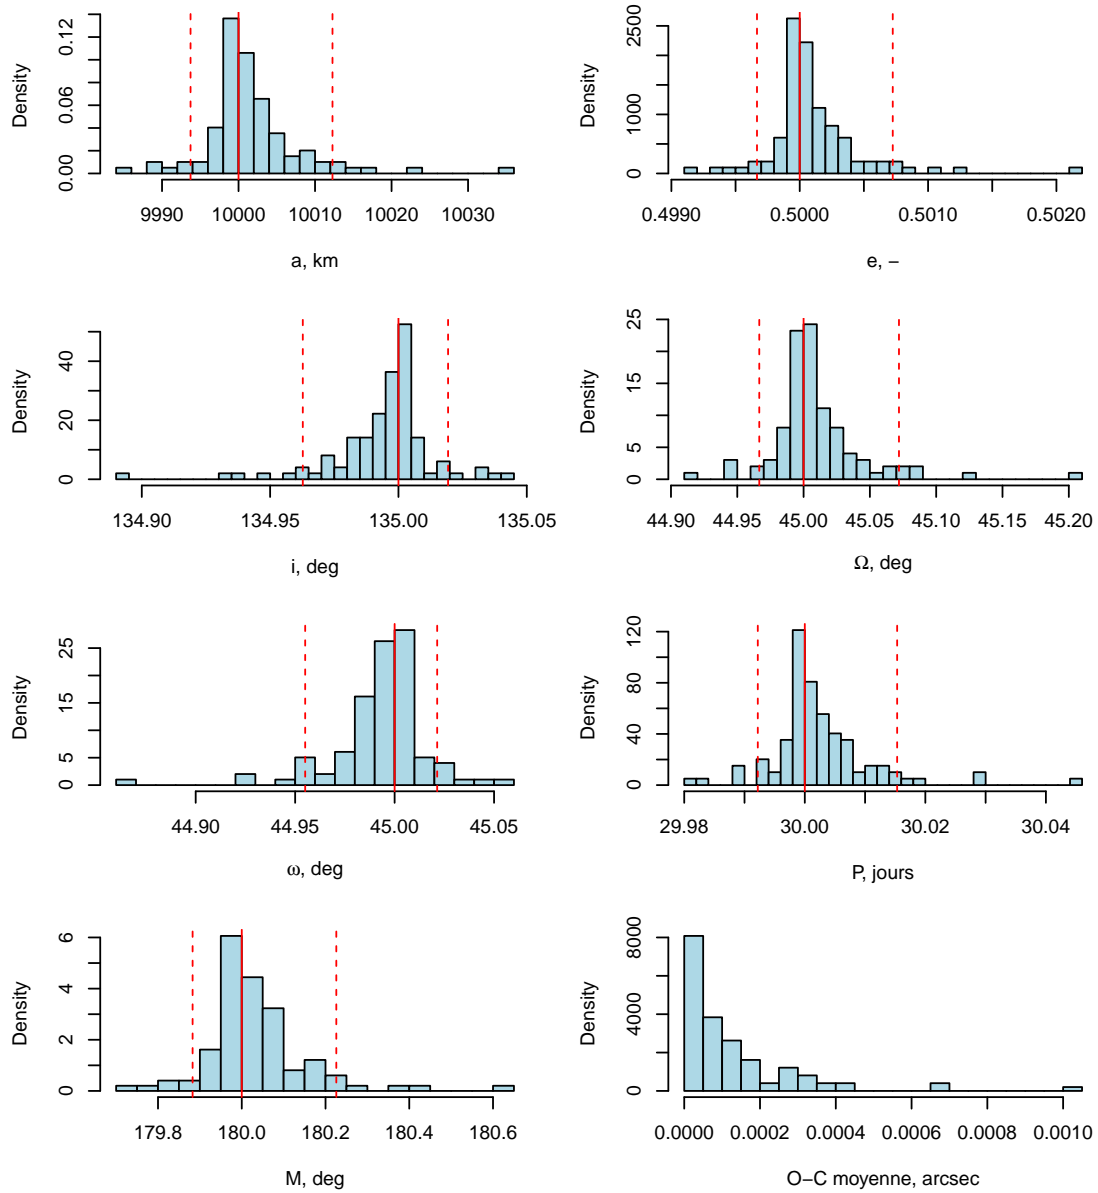 Density
0.00 0.06 0.12
9990 10000 10010 10020 10030
a, km
Density
0 1000 2500
0.4990 0.5000 0.5010 0.5020
e, −
Density
0 20 40
134.90 134.95 135.00 135.05
i, deg
Density
5 15 25
44.90 44.95 45.00 45.05 45.10 45.15 45.20
Ω, deg
Density
0 5 15 25
44.90 44.95 45.00 45.05
ω, deg
Density
0 40 80 120
29.98 30.00 30.02 30.04
P, jours
Density
0 2 4 6
179.8 180.0 180.2 180.4 180.6
M, deg
Density
0 4000 8000
0.0000 0.0002 0.0004 0.0006 0.0008 0.0010
O−C moyenne, arcsec